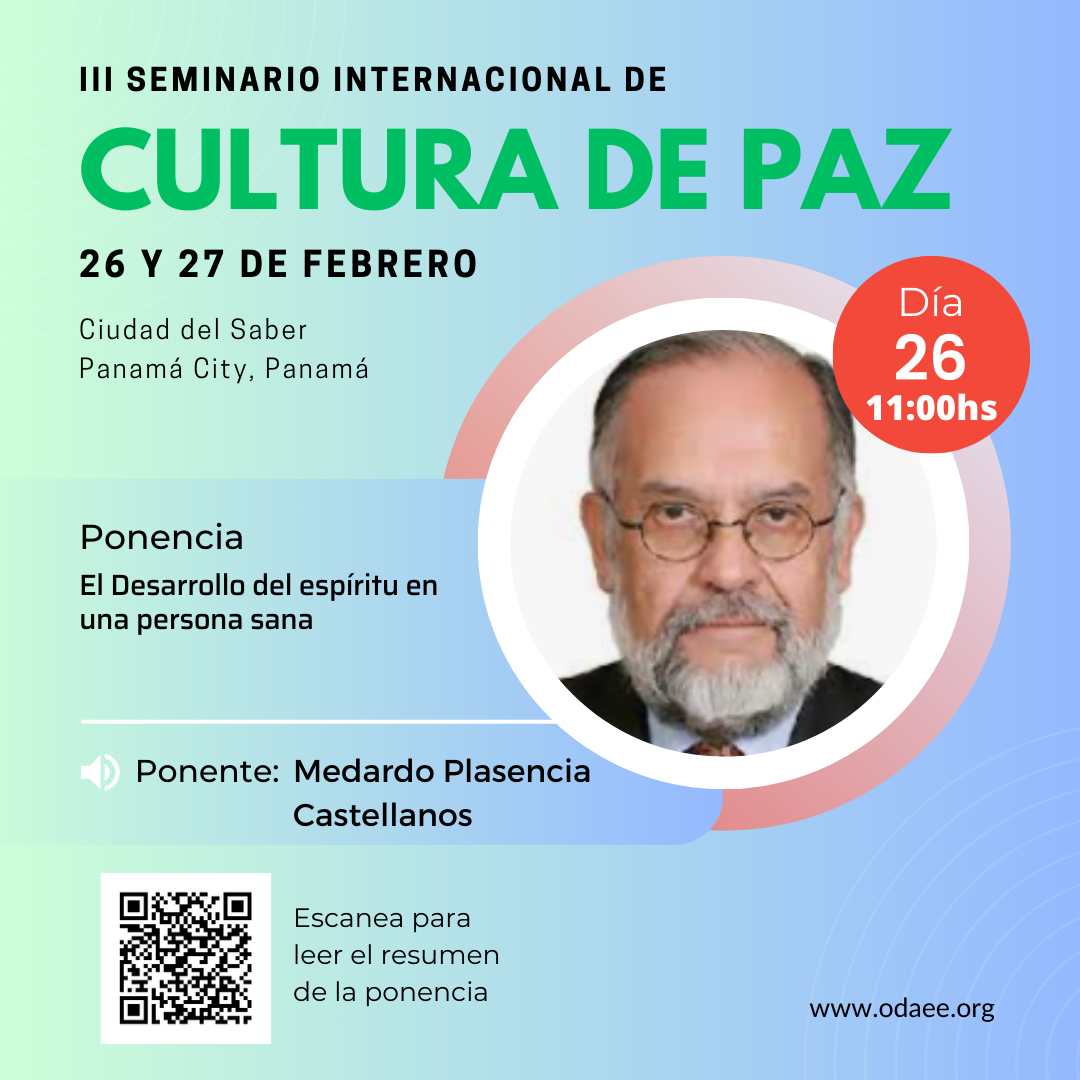 III SEMINARIO INTERNACIONAL DE
CULTURA DE PAZ
26 Y 27 DE FEBRERO
Ciudad del Saber
Panamá City, Panamá
Día
26
11:00hs
Ponencia
El Desarrollo del espíritu en
una persona sana
Ponente: Medardo Plasencia
Castellanos
Escanea para
leer el resumen
de la ponencia
www.odaee.org